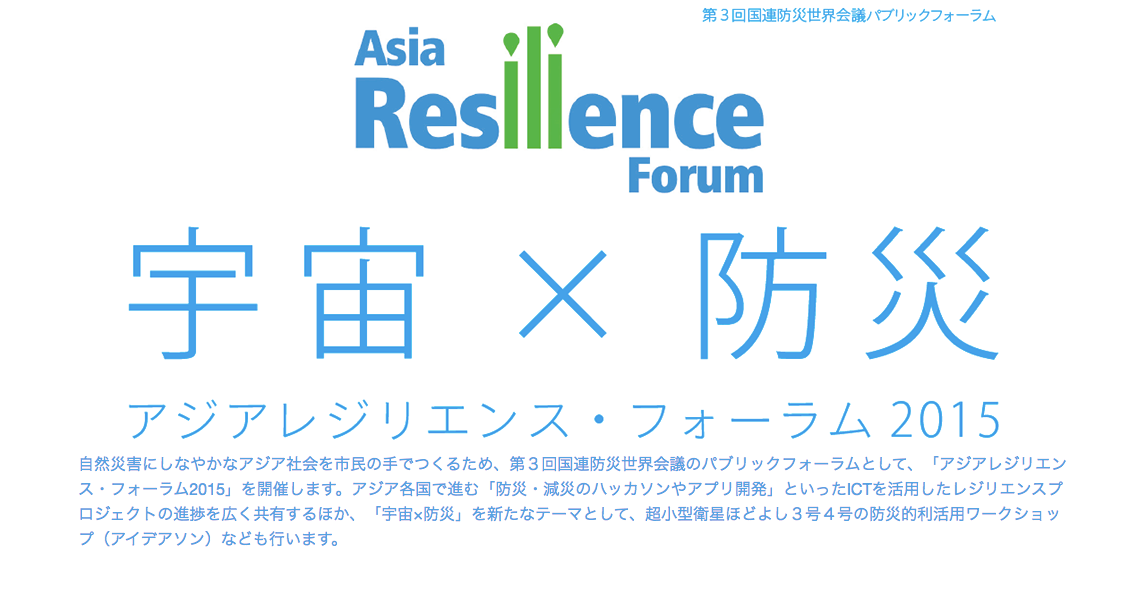 第３回国連防災世界会議パブリックフォーラム
Asia
Resilience
Forum
宇宙 × 防災
アジアレジリエンス・フォーラム 2015
自然災害にしなやかなアジア社会を市民の手でつくるため、第３回国連防災世界会議のパブリックフォーラムとして、「アジアレジリエン
ス・フォーラム2015」を開催します。アジア各国で進む「防災・減災のハッカソンやアプリ開発」といったICTを活用したレジリエンスプ
ロジェクトの進捗を広く共有するほか、「宇宙×防災」を新たなテーマとして、超小型衛星ほどよし３号４号の防災的利活用ワークショッ
プ（アイデアソン）なども行います。